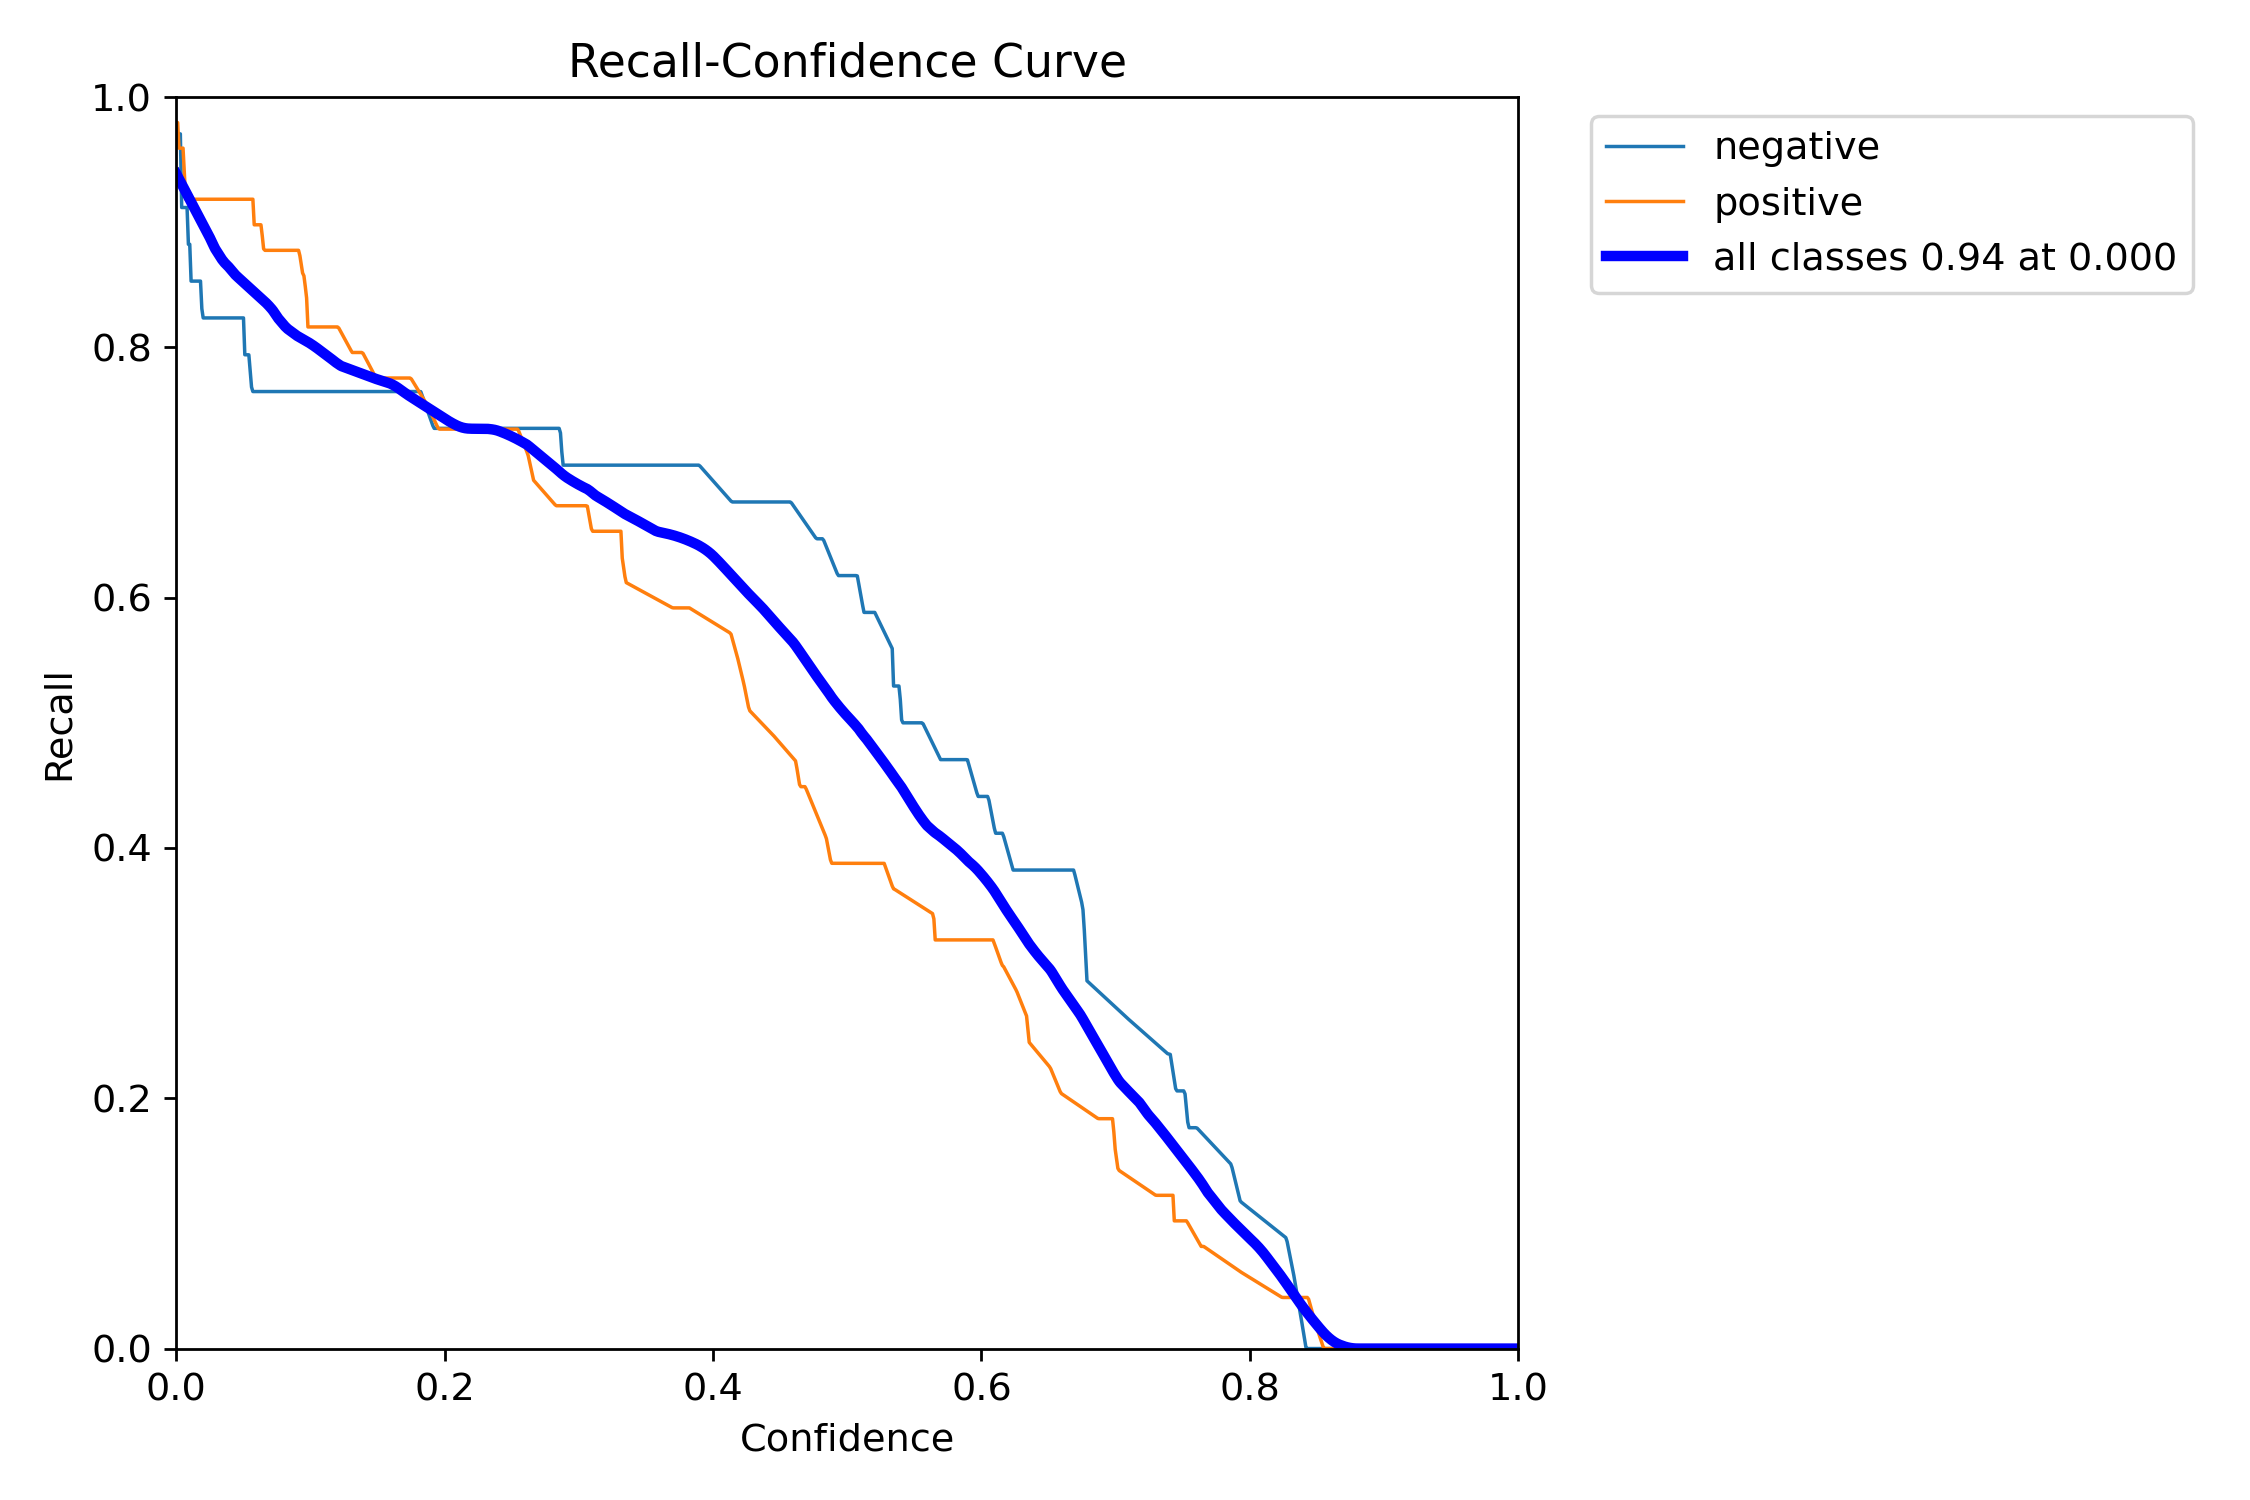 Recall-Confidence Curve
1.0
0.8
0.6
0.4
0.2
0.0
Recall
0.0 0.2 0.4 0.6 0.8 1.0
Confidence
negative
positive
all classes 0.94 at 0.000